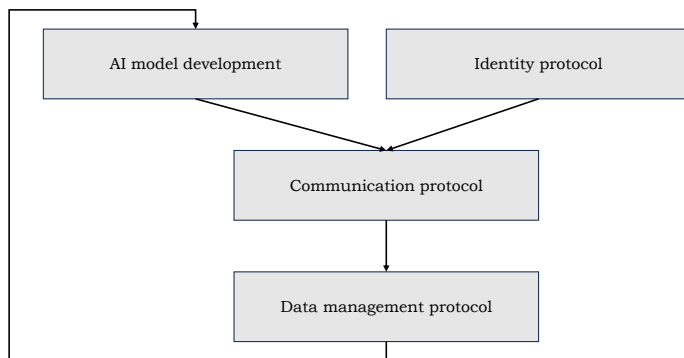 AI model development
Identity protocol
Communication protocol
Data management protocol